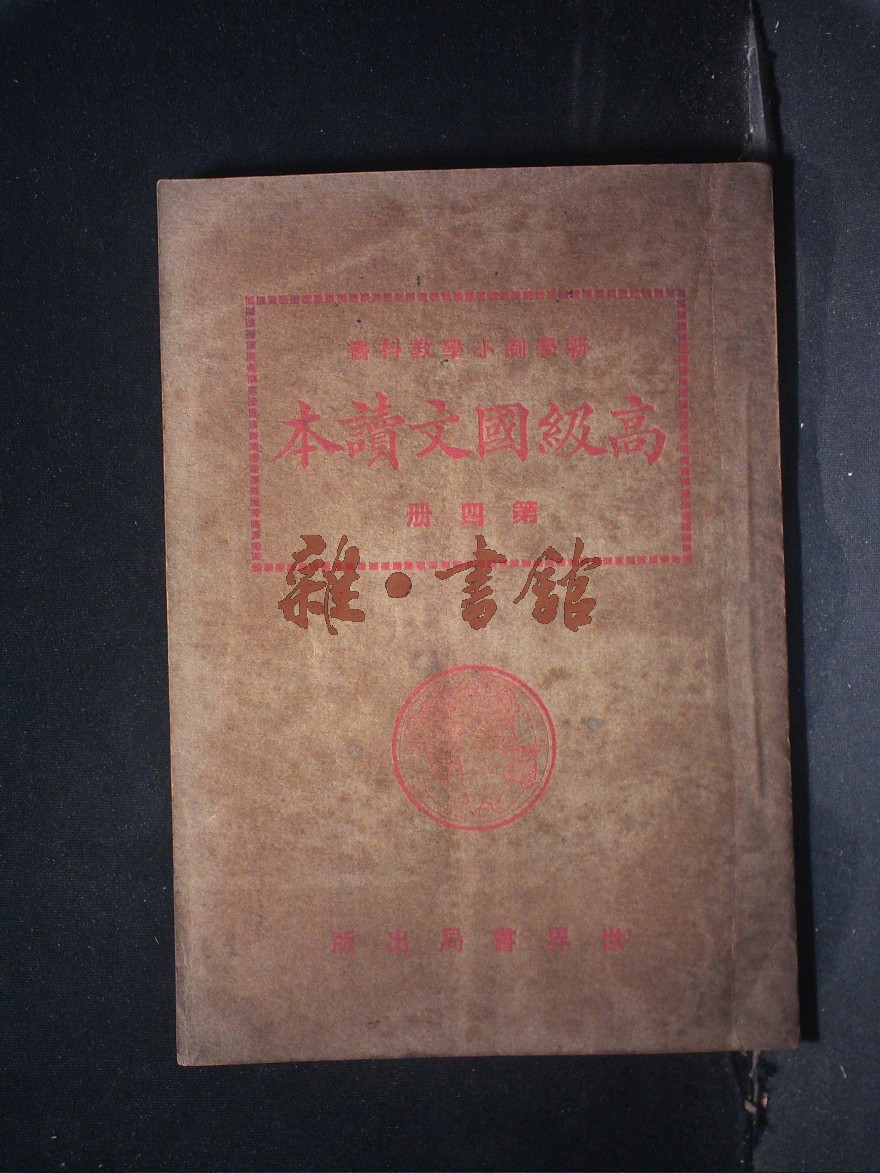 新學制小學教科書
高級國文讀本
第四册
雜·書館
世界書局出版